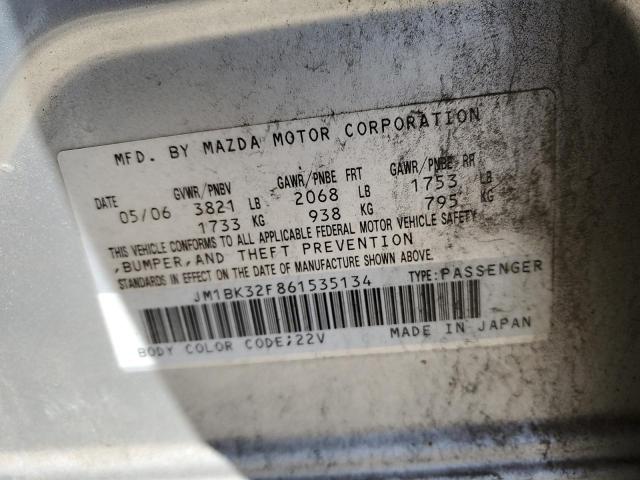 MFD. BY MAZDA MOTOR CORPORATION
DATE GVWR/PNBV GAWR/PNBE FRT GAWR/PNBE RR
05/06 3821 LB 2068 LB 1753 LB
1733 KG 938 KG 795 KG
THIS VEHICLE CONFORMS TO ALL APPLICABLE FEDERAL MOTOR VEHICLE SAFETY
,BUMPER,AND THEFT PREVENTION
STANDARDS IN EFFECT ON THE DATE OF MANUFACTURE SHOWN ABOVE.
JM1BK32F861535134 TYPE:PASSENGER
BODY COLOR CODE;22V MADE IN JAPAN